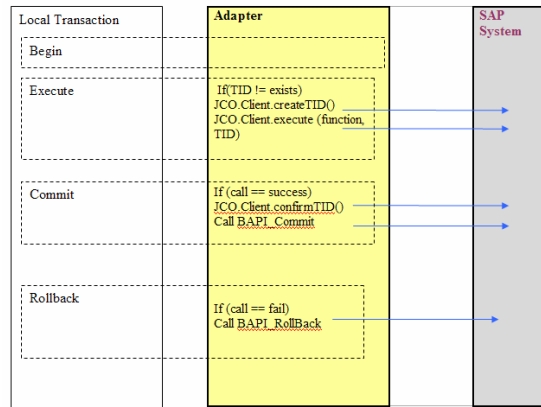 Local Transaction
Adapter
SAP
System
Begin
Execute
If(TID != exists)
JCO.Client.createTID()
JCO.Client.execute (function,
TID)
Commit
If (call == success)
JCO.Client.confirmTID()
Call BAPI_Commit
Rollback
If (call == fail)
Call BAPI_RollBack